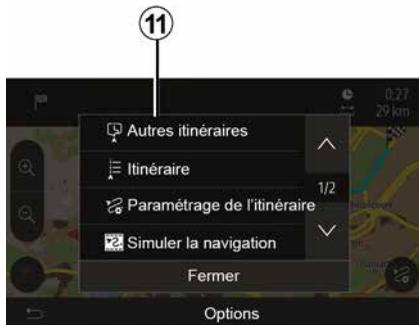 11
0:27
29 km
Autres itinéraires
Itinéraire
1/2
Paramétrage de l'itinéraire
Simuler la navigation
Fermer
Options